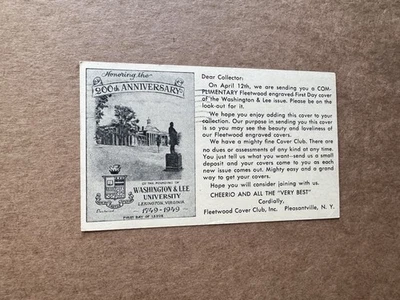 Honoring the
200th ANNIVERSARY
OF THE FOUNDING OF
WASHINGTON & LEE
UNIVERSITY
LEXINGTON, VIRGINIA
1749-1949
FIRST DAY OF ISSUE
Dear Collector:
On April 12th, we are sending you a COM-
PLIMENTARY Fleetwood engraved First Day cover
of the Washington & Lee issue. Please be on the
look-out for it.
We hope you enjoy adding this cover to your
collection. Our purpose in sending you this cover
is so you may see the beauty and loveliness of
our Fleetwood engraved covers.
We have a mighty fine Cover Club. There are
no dues or assessments of any kind at any time.
You just tell us what you want—send us a small
deposit and your covers come to you as each
new issue comes out. Mighty easy and a grand
way to get your covers.
Hope you will consider joining with us.
CHEERIO AND ALL THE "VERY BEST"
Cordially,
Fleetwood Cover Club, Inc. Pleasantville, N. Y.